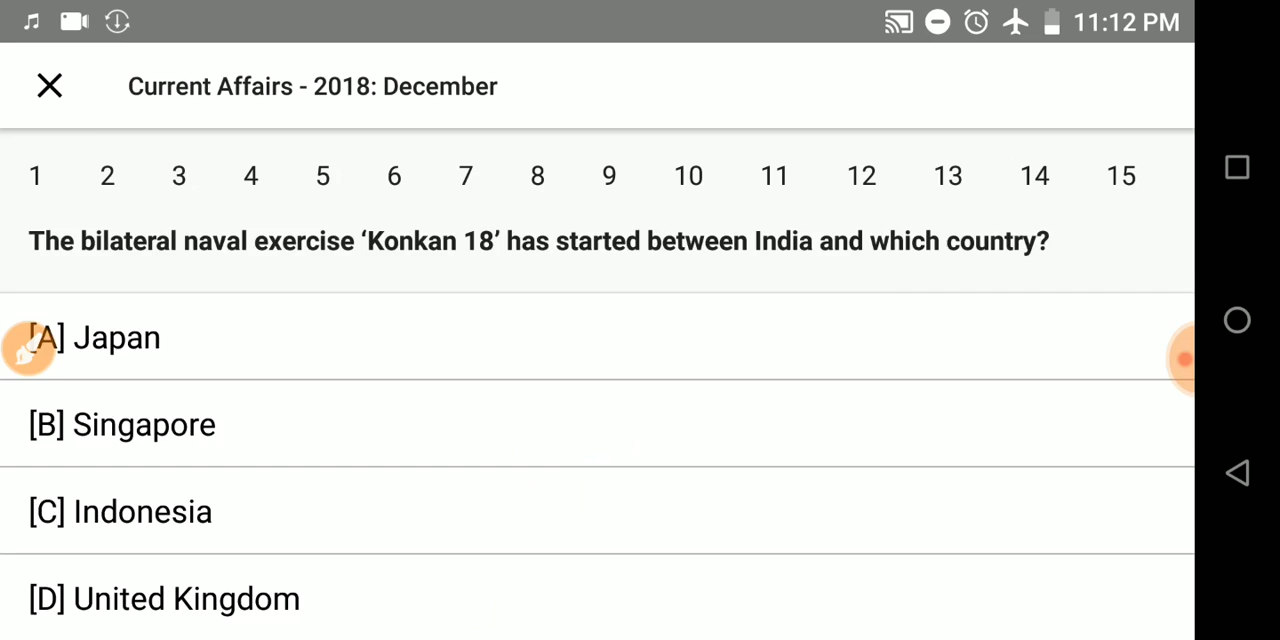 11:12 PM
Current Affairs - 2018: December
1 2 3 4 5 6 7 8 9 10 11 12 13 14 15
The bilateral naval exercise ‘Konkan 18’ has started between India and which country?
[A] Japan
[B] Singapore
[C] Indonesia
[D] United Kingdom